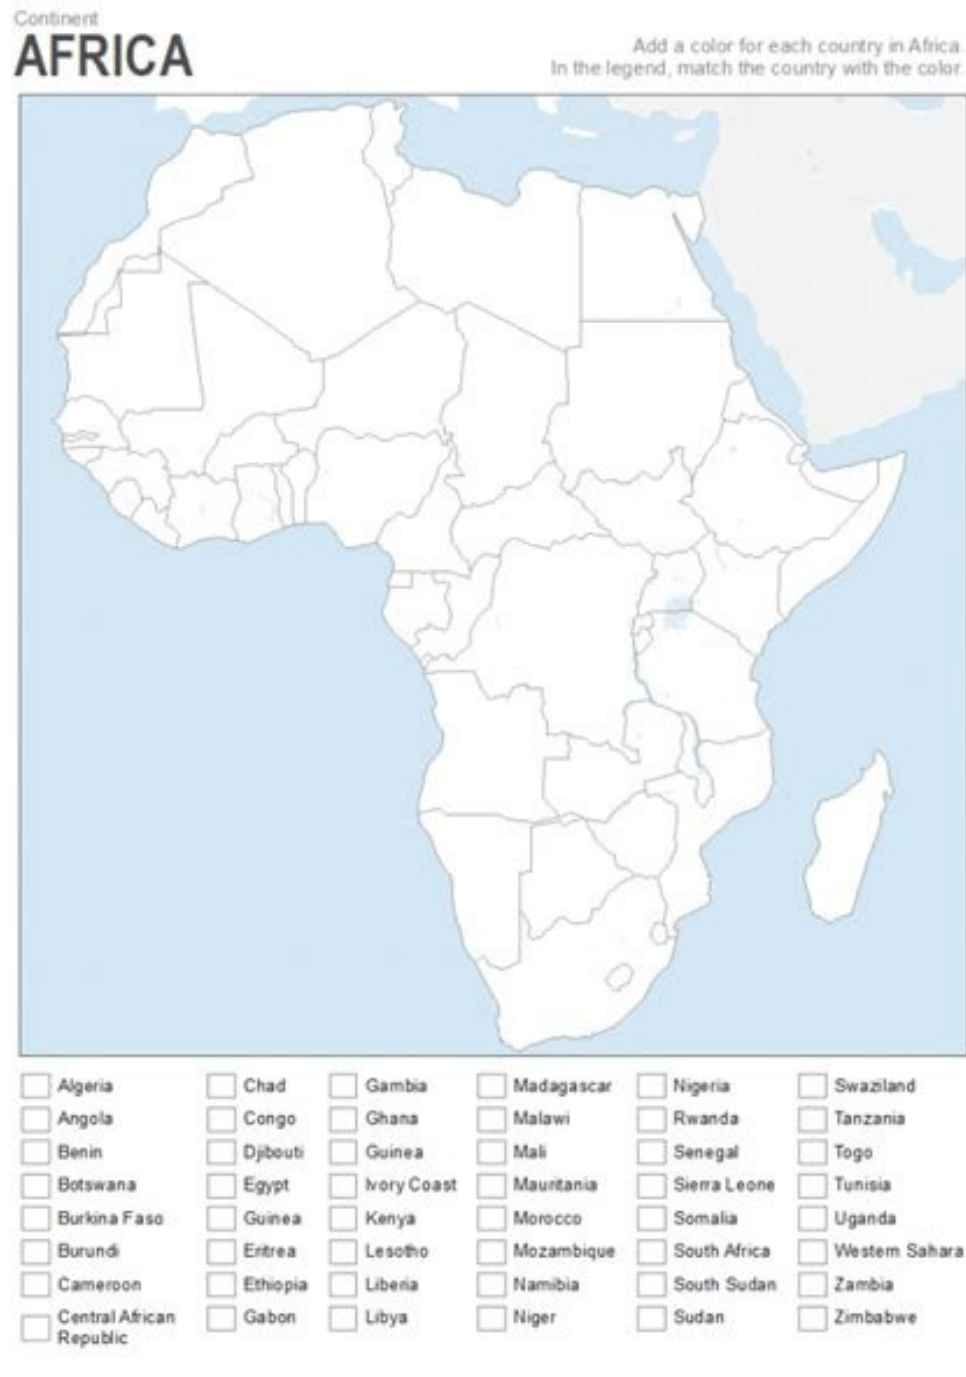 Continent
AFRICA
Add a color for each country in Africa.
In the legend, match the country with the color.
Algeria
Angola
Benin
Botswana
Burkina Faso
Burundi
Cameroon
Central African
Republic
Chad
Congo
Djibouti
Egypt
Guinea
Eritrea
Ethiopia
Gabon
Gambia
Ghana
Guinea
Ivory Coast
Kenya
Lesotho
Liberia
Libya
Madagascar
Malawi
Mali
Mauritania
Morocco
Mozambique
Namibia
Niger
Nigeria
Rwanda
Senegal
Sierra Leone
Somalia
South Africa
South Sudan
Sudan
Swaziland
Tanzania
Togo
Tunisia
Uganda
Western Sahara
Zambia
Zimbabwe